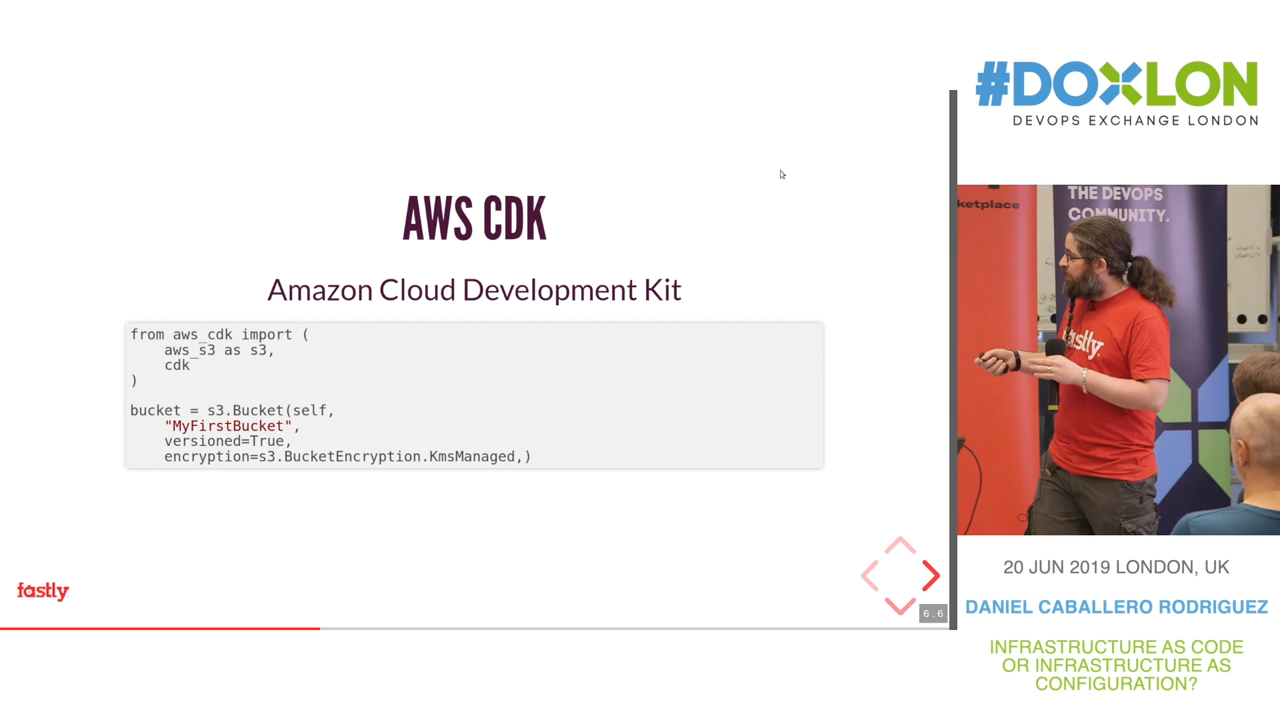 #DOXLON
DEVOPS EXCHANGE LONDON
AWS CDK
Amazon Cloud Development Kit
from aws_cdk import (
    aws_s3 as s3,
    cdk
)
bucket = s3.Bucket(self,
    "MyFirstBucket",
    versioned=True,
    encryption=s3.BucketEncryption.KmsManaged,)
fastly
6.6
ketplace
THE DEVOPS
COMMUNITY.
fastly.
20 JUN 2019 LONDON, UK
DANIEL CABALLERO RODRIGUEZ
INFRASTRUCTURE AS CODE
OR INFRASTRUCTURE AS
CONFIGURATION?